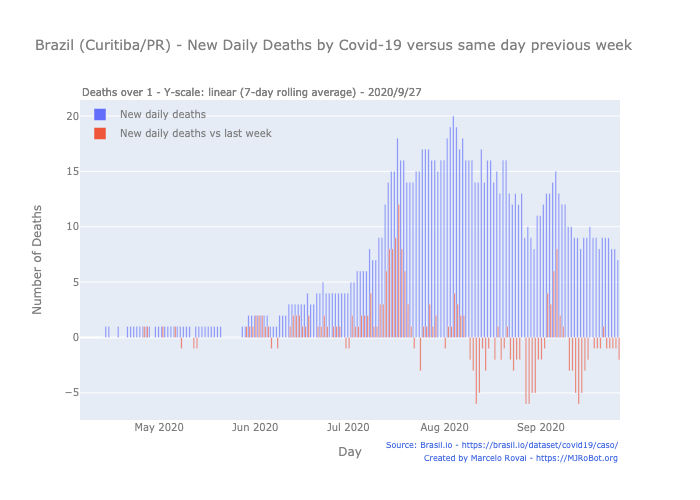 Brazil (Curitiba/PR) - New Daily Deaths by Covid-19 versus same day previous week
Deaths over 1 - Y-scale: linear (7-day rolling average) - 2020/9/27
New daily deaths
New daily deaths vs last week
20
15
10
5
0
−5
Number of Deaths
May 2020 Jun 2020 Jul 2020 Aug 2020 Sep 2020
Day
Source: Brasil.io - https://brasil.io/dataset/covid19/caso/
Created by Marcelo Rovai - https://MJRoBot.org